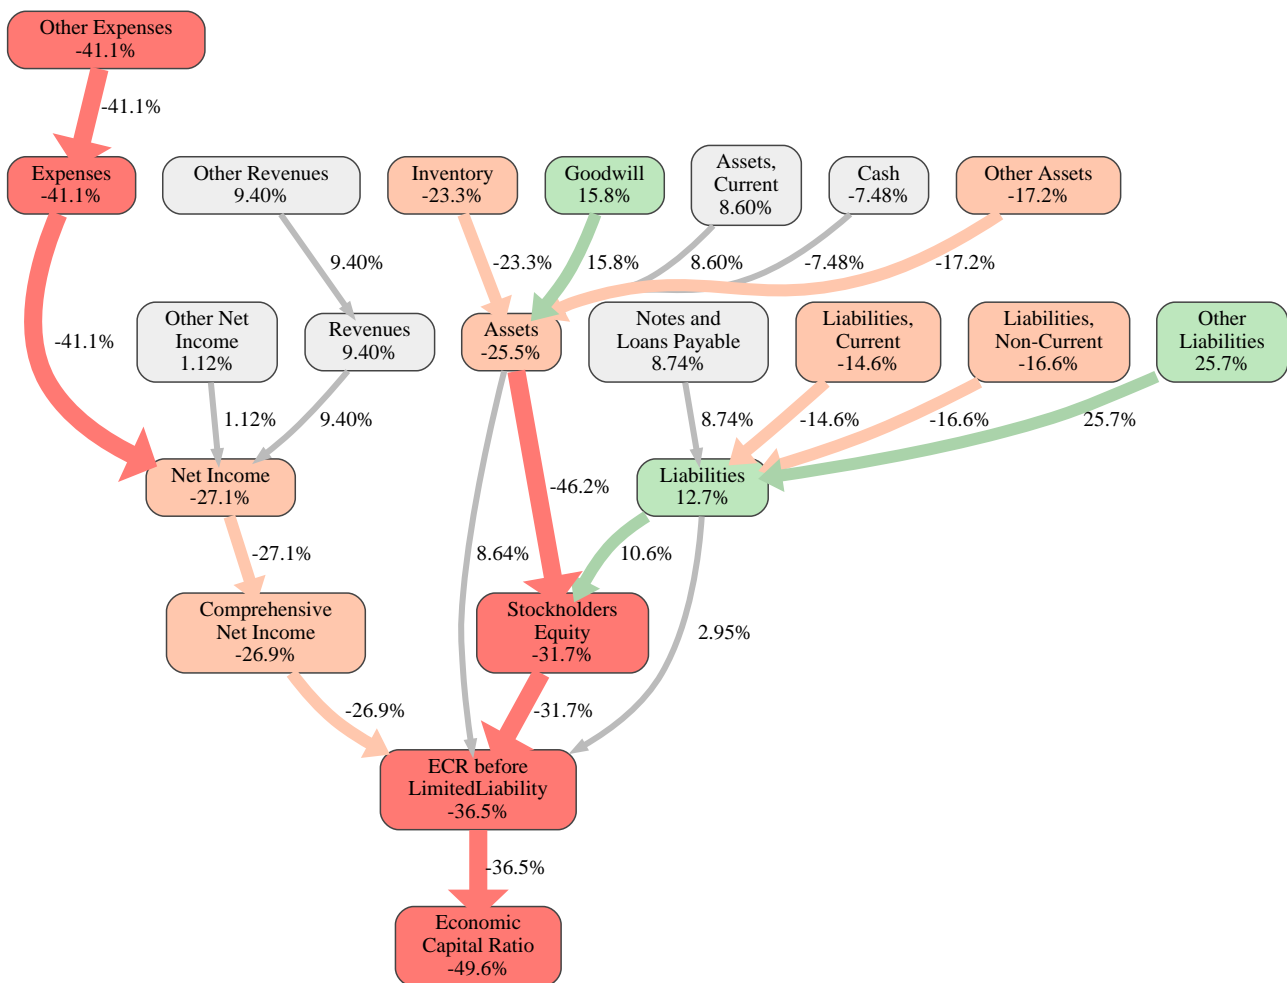 Other Expenses
-41.1%
-41.1%
Expenses
-41.1%
Other Revenues
9.40%
Inventory
-23.3%
Goodwill
15.8%
Assets,
Current
8.60%
Cash
-7.48%
Other Assets
-17.2%
9.40%
-23.3%
15.8%
8.60%
-7.48%
-17.2%
-41.1%
Other Net
Income
1.12%
Revenues
9.40%
Assets
-25.5%
Notes and
Loans Payable
8.74%
Liabilities,
Current
-14.6%
Liabilities,
Non-Current
-16.6%
Other
Liabilities
25.7%
1.12%
9.40%
8.74%
-14.6%
-16.6%
25.7%
Net Income
-27.1%
-46.2%
Liabilities
12.7%
-27.1%
8.64%
10.6%
Comprehensive
Net Income
-26.9%
Stockholders
Equity
-31.7%
2.95%
-26.9%
-31.7%
ECR before
LimitedLiability
-36.5%
-36.5%
Economic
Capital Ratio
-49.6%